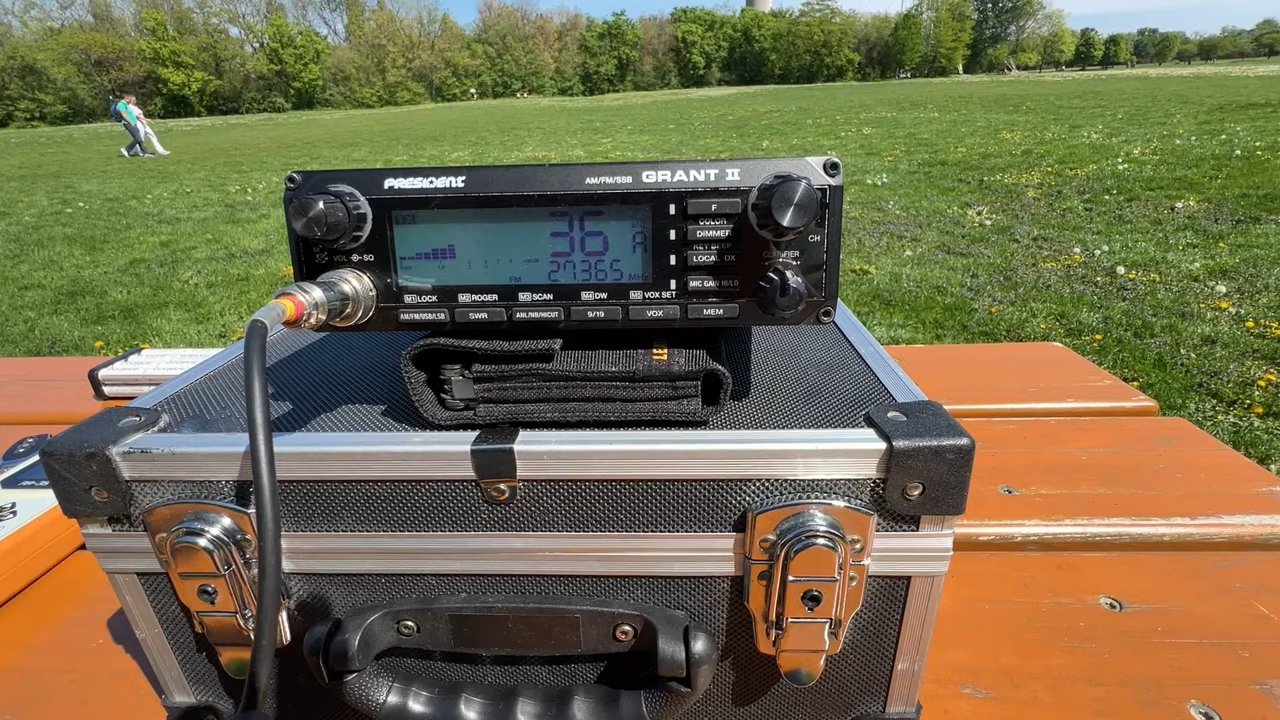 PRESIDENT
AM/FM/SSB GRANT II
TX
36
A
27.365 MHz
FM
F
COLOR
DIMMER
KEY BEEP
LOCAL DX
MIC GAIN HI/LO
CH
CLARIFIER
VOL SQ
M1 LOCK M2 ROGER M3 SCAN M4 DW M5 VOX SET
AM/FM/USB/LSB SWR ANL/NB/HICUT 9/19 VOX MEM